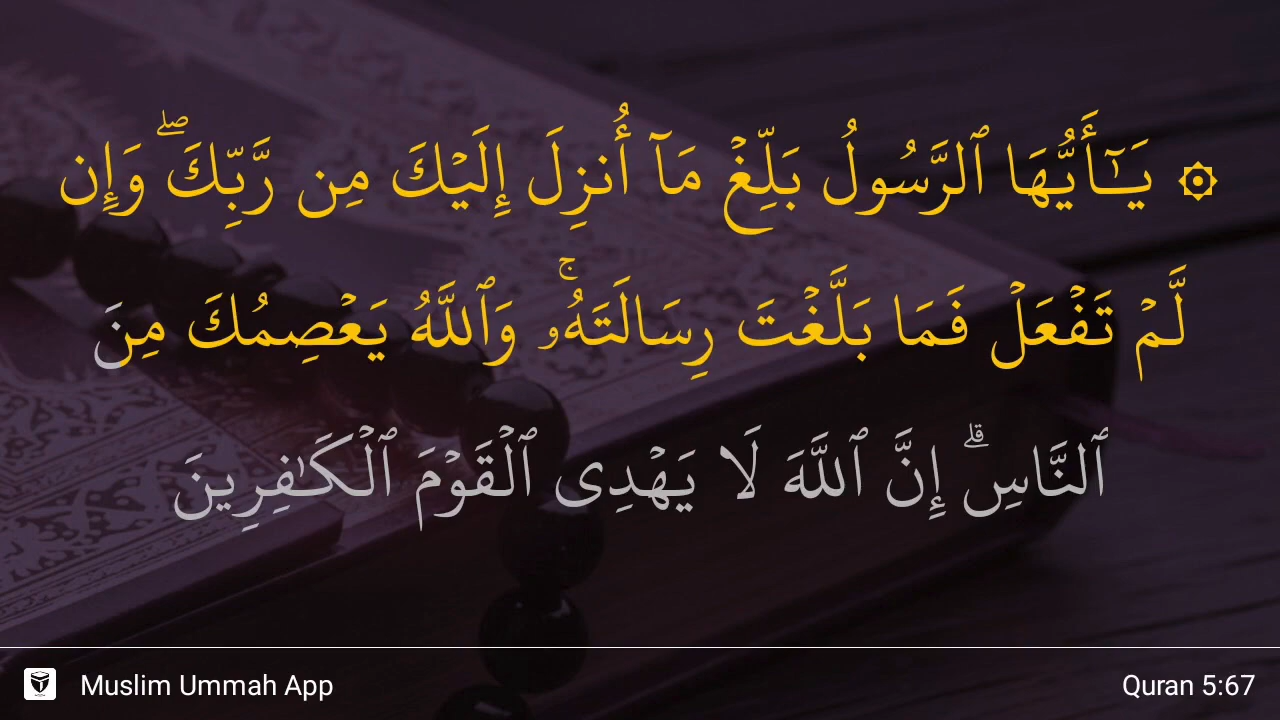 ۞ يَـٰٓأَيُّهَا ٱلرَّسُولُ بَلِّغْ مَآ أُنزِلَ إِلَيْكَ مِن رَّبِّكَ ۖ وَإِن
لَّمْ تَفْعَلْ فَمَا بَلَّغْتَ رِسَالَتَهُۥ ۚ وَٱللَّهُ يَعْصِمُكَ مِنَ
ٱلنَّاسِ ۗ إِنَّ ٱللَّهَ لَا يَهْدِى ٱلْقَوْمَ ٱلْكَـٰفِرِينَ
Muslim Ummah App
Quran 5:67